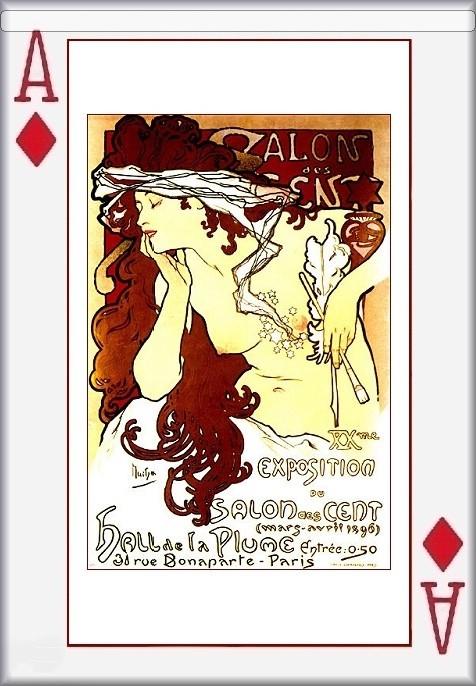 A
SALON
des
CENT
XXme
EXPOSITION
DU
SALON des CENT
(mars-avril 1896)
HALL de la PLUME Entrée: 0.50
31 rue Bonaparte - Paris
Mucha
A